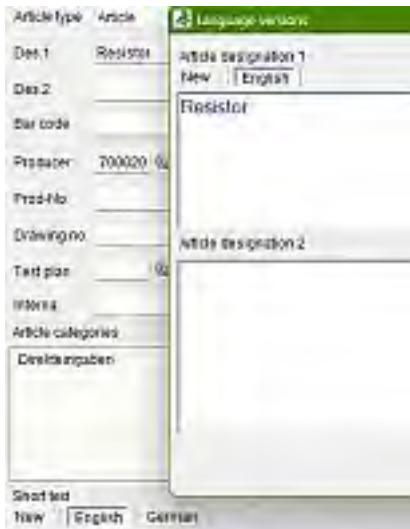 Article type Article
Des.1 Resistor
Des.2
Bar code
Producer 700020
Prod-No.
Drawing no.
Test plan
Interna
Article categories
Direkteingaben
Short text
New English German
Language versions
Article designation 1
New English
Resistor
Article designation 2